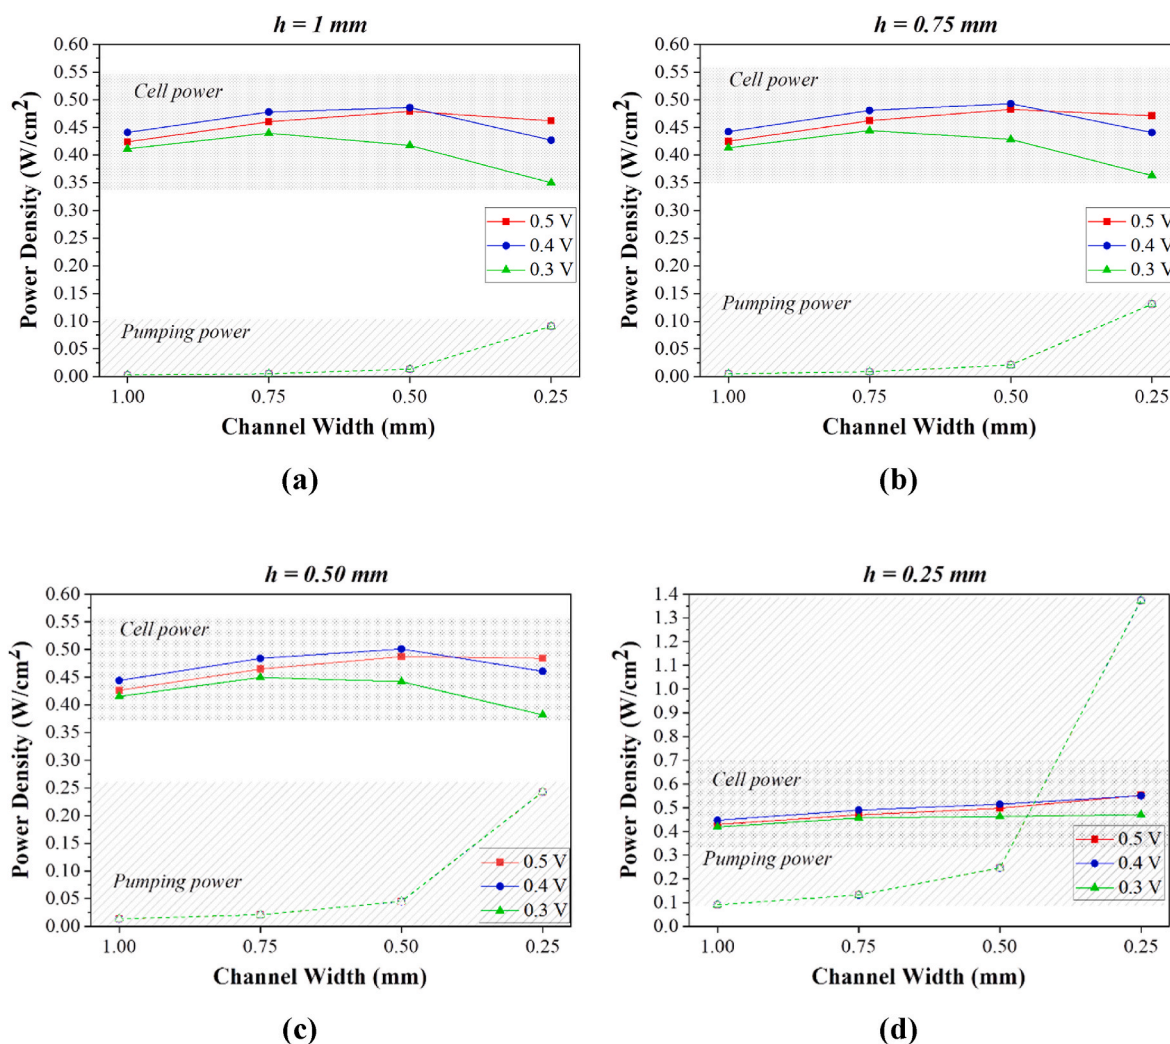 h = 1 mm
0.60
0.55
0.50
0.45
0.40
0.35
0.30
0.25
0.20
0.15
0.10
0.05
0.00
Power Density (W/cm²)
Cell power
0.5 V
0.4 V
0.3 V
Pumping power
1.00 0.75 0.50 0.25
Channel Width (mm)
(a)
h = 0.75 mm
0.60
0.55
0.50
0.45
0.40
0.35
0.30
0.25
0.20
0.15
0.10
0.05
0.00
Power Density (W/cm²)
Cell power
0.5 V
0.4 V
0.3 V
Pumping power
1.00 0.75 0.50 0.25
Channel Width (mm)
(b)
h = 0.50 mm
0.60
0.55
0.50
0.45
0.40
0.35
0.30
0.25
0.20
0.15
0.10
0.05
0.00
Power Density (W/cm²)
Cell power
Pumping power
0.5 V
0.4 V
0.3 V
1.00 0.75 0.50 0.25
Channel Width (mm)
(c)
h = 0.25 mm
1.4
1.3
1.2
1.1
1.0
0.9
0.8
0.7
0.6
0.5
0.4
0.3
0.2
0.1
0.0
Power Density (W/cm²)
Cell power
Pumping power
0.5 V
0.4 V
0.3 V
1.00 0.75 0.50 0.25
Channel Width (mm)
(d)